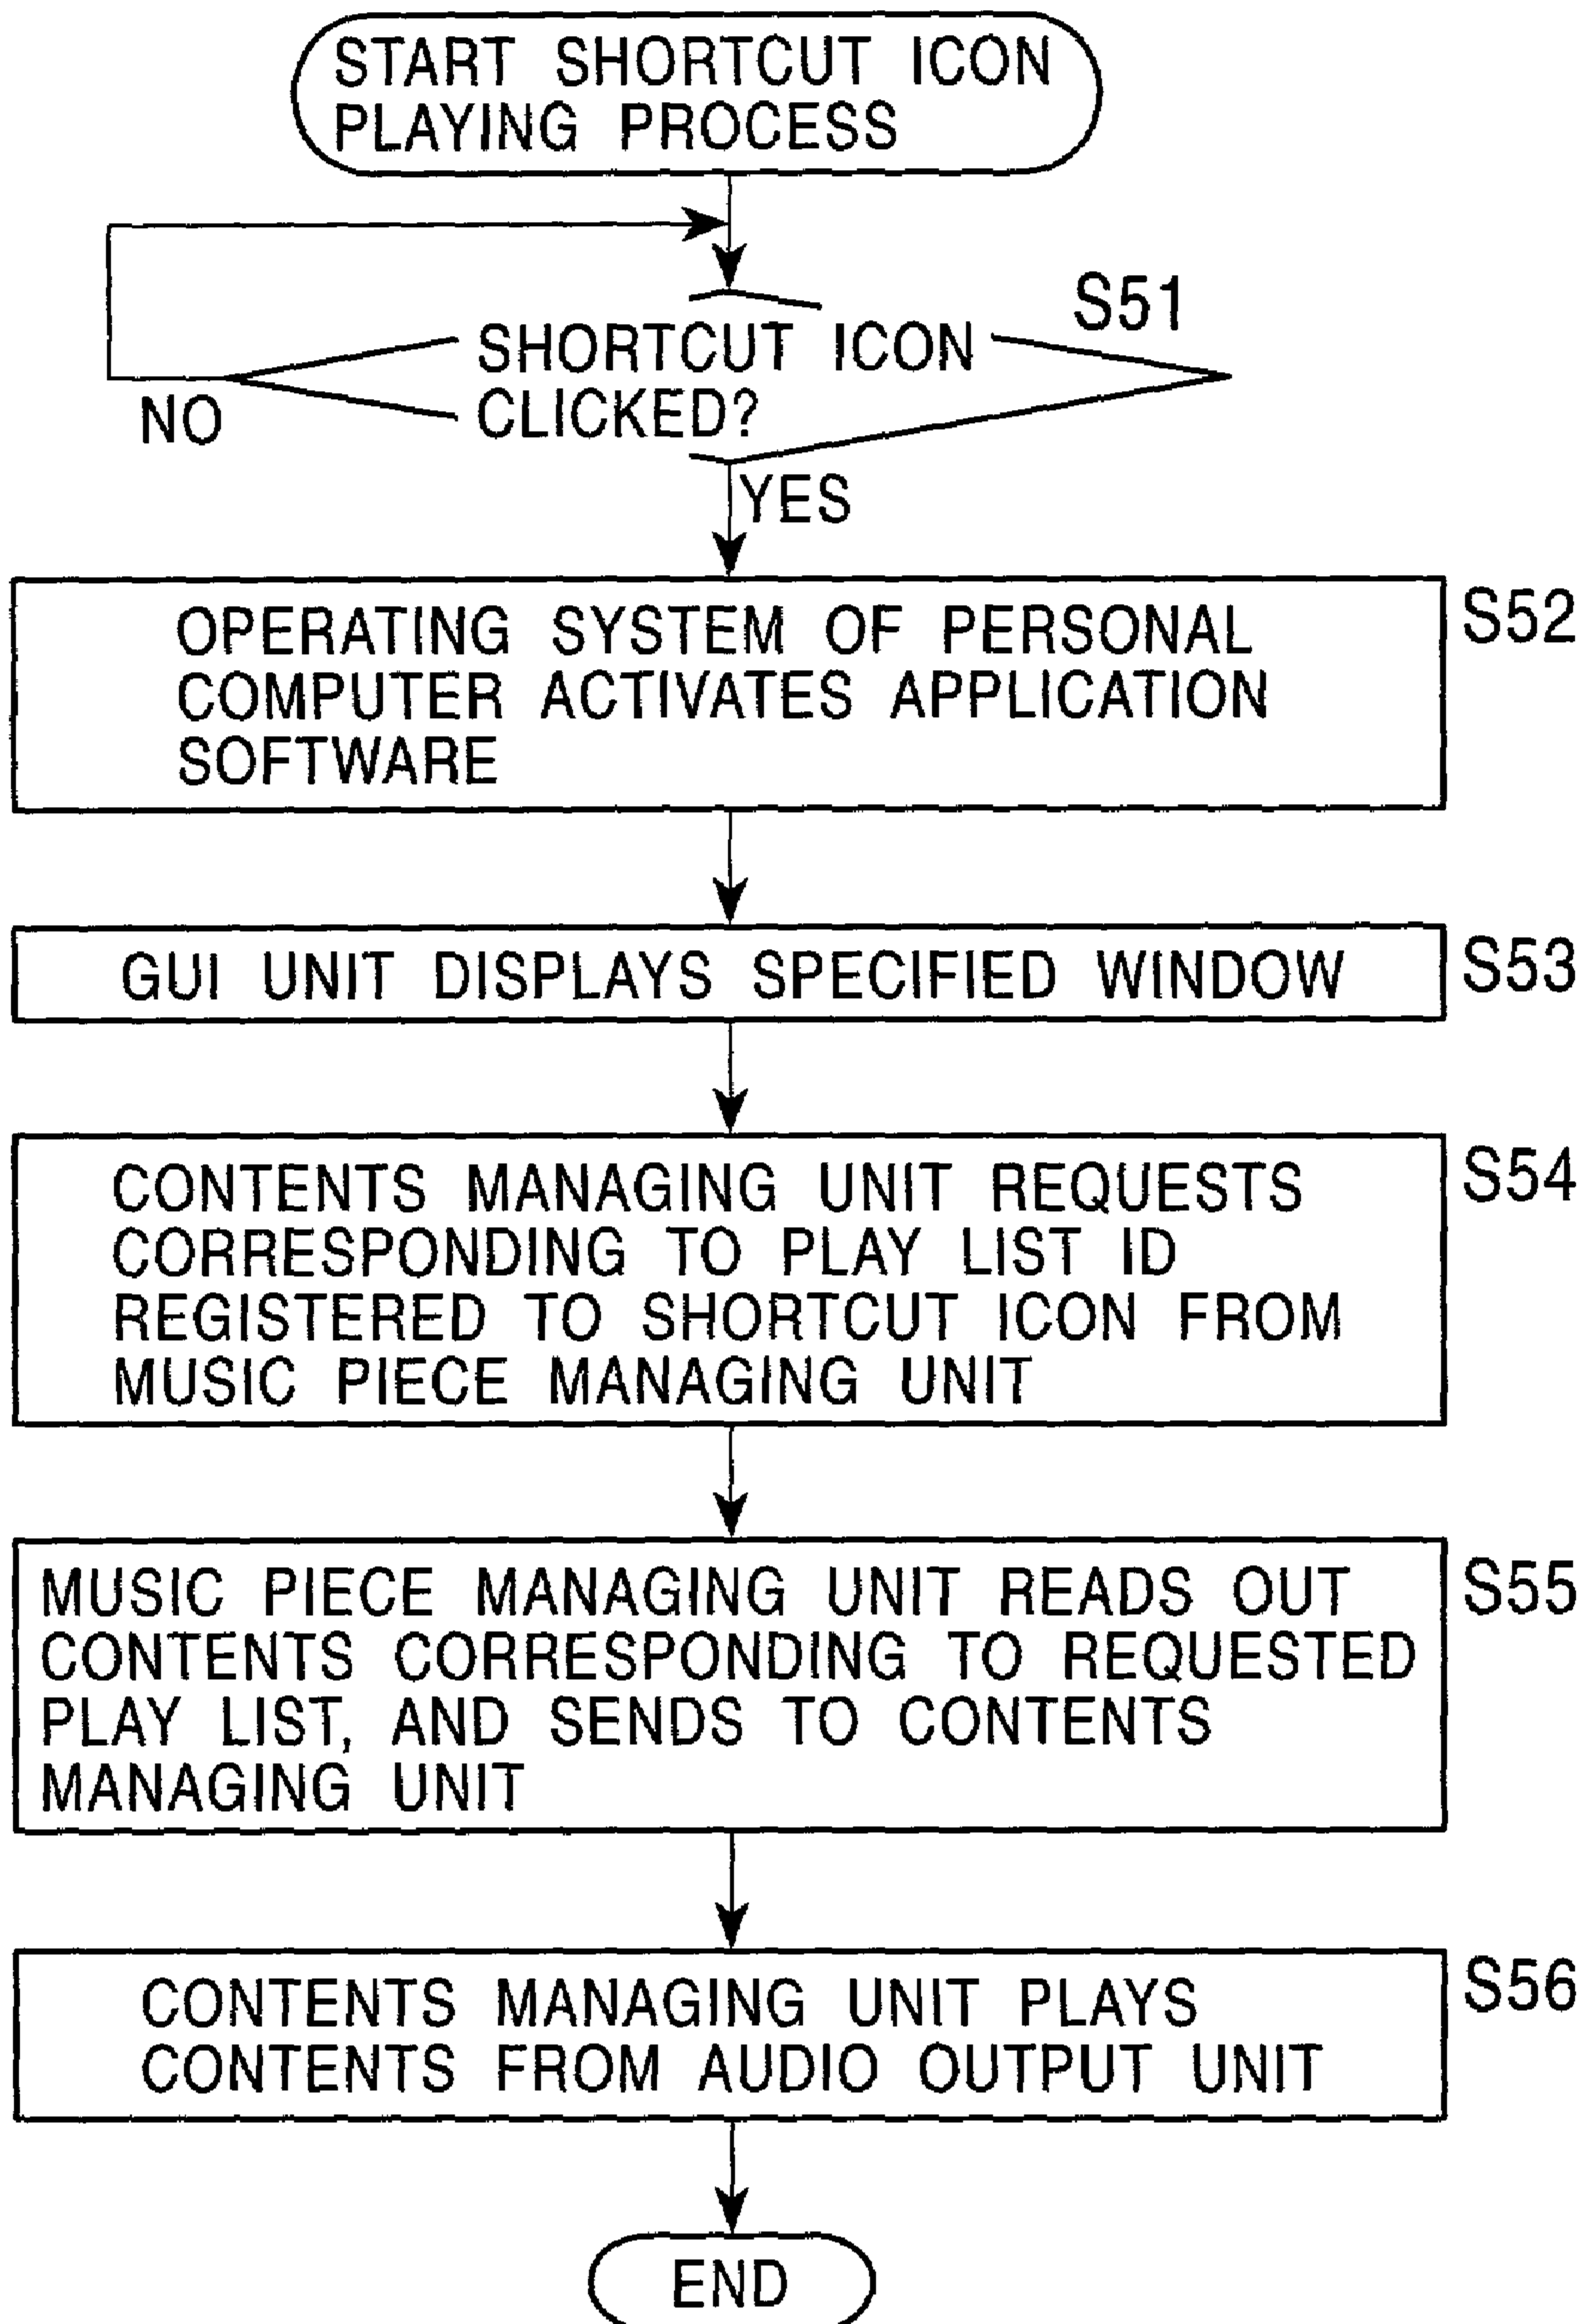 START SHORTCUT ICON
PLAYING PROCESS
S51
SHORTCUT ICON
CLICKED?
NO
YES
S52
OPERATING SYSTEM OF PERSONAL
COMPUTER ACTIVATES APPLICATION
SOFTWARE
GUI UNIT DISPLAYS SPECIFIED WINDOW
S53
CONTENTS MANAGING UNIT REQUESTS
CORRESPONDING TO PLAY LIST ID
REGISTERED TO SHORTCUT ICON FROM
MUSIC PIECE MANAGING UNIT
S54
MUSIC PIECE MANAGING UNIT READS OUT
CONTENTS CORRESPONDING TO REQUESTED
PLAY LIST, AND SENDS TO CONTENTS
MANAGING UNIT
S55
CONTENTS MANAGING UNIT PLAYS
CONTENTS FROM AUDIO OUTPUT UNIT
S56
END